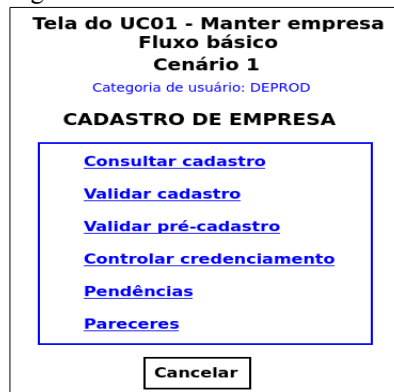 Tela do UC01 - Manter empresa
Fluxo básico
Cenário 1
Categoria de usuário: DEPROD
CADASTRO DE EMPRESA
Consultar cadastro
Validar cadastro
Validar pré-cadastro
Controlar credenciamento
Pendências
Pareceres
Cancelar